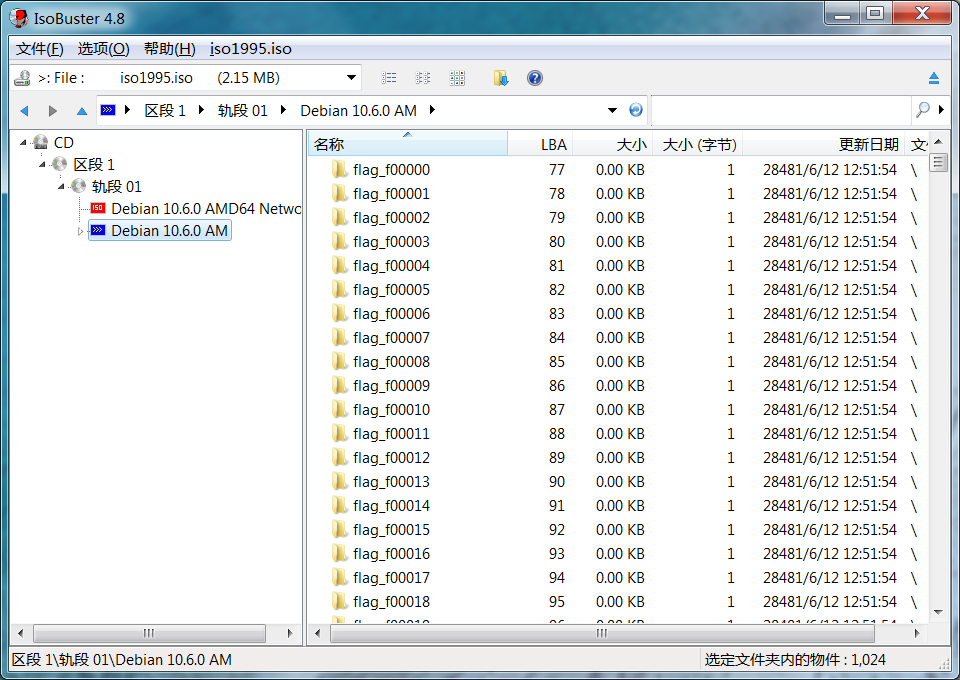 IsoBuster 4.8
文件(F) 选项(O) 帮助(H) iso1995.iso
>: File : iso1995.iso (2.15 MB)
区段 1 轨段 01 Debian 10.6.0 AM
CD
区段 1
轨段 01
ISO Debian 10.6.0 AMD64 Netwo
Debian 10.6.0 AM
名称 LBA 大小 大小 (字节) 更新日期 文
flag_f00000 77 0.00 KB 1 28481/6/12 12:51:54 \
flag_f00001 78 0.00 KB 1 28481/6/12 12:51:54 \
flag_f00002 79 0.00 KB 1 28481/6/12 12:51:54 \
flag_f00003 80 0.00 KB 1 28481/6/12 12:51:54 \
flag_f00004 81 0.00 KB 1 28481/6/12 12:51:54 \
flag_f00005 82 0.00 KB 1 28481/6/12 12:51:54 \
flag_f00006 83 0.00 KB 1 28481/6/12 12:51:54 \
flag_f00007 84 0.00 KB 1 28481/6/12 12:51:54 \
flag_f00008 85 0.00 KB 1 28481/6/12 12:51:54 \
flag_f00009 86 0.00 KB 1 28481/6/12 12:51:54 \
flag_f00010 87 0.00 KB 1 28481/6/12 12:51:54 \
flag_f00011 88 0.00 KB 1 28481/6/12 12:51:54 \
flag_f00012 89 0.00 KB 1 28481/6/12 12:51:54 \
flag_f00013 90 0.00 KB 1 28481/6/12 12:51:54 \
flag_f00014 91 0.00 KB 1 28481/6/12 12:51:54 \
flag_f00015 92 0.00 KB 1 28481/6/12 12:51:54 \
flag_f00016 93 0.00 KB 1 28481/6/12 12:51:54 \
flag_f00017 94 0.00 KB 1 28481/6/12 12:51:54 \
flag_f00018 95 0.00 KB 1 28481/6/12 12:51:54 \
区段 1\轨段 01\Debian 10.6.0 AM
选定文件夹内的物件 : 1,024